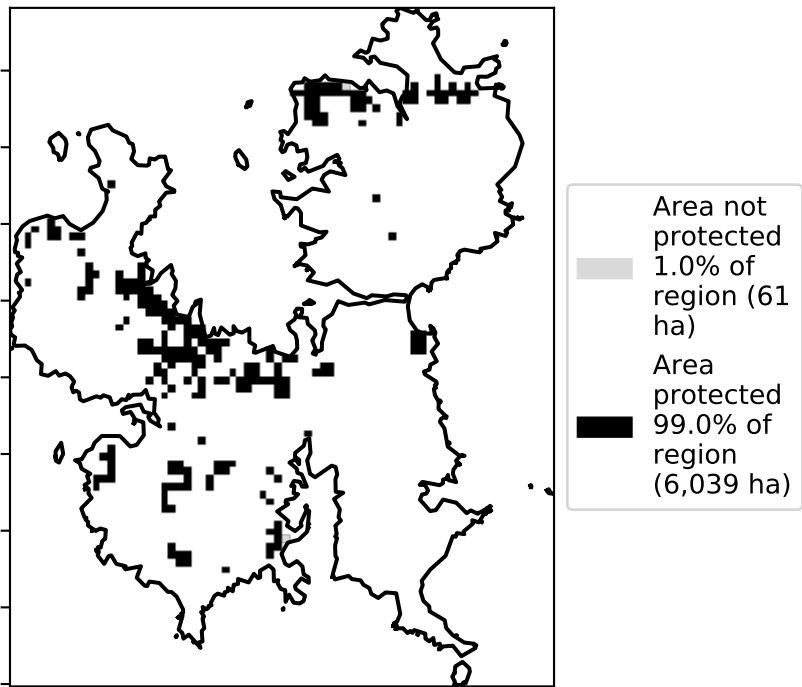 Area not
protected
1.0% of
region (61
ha)
Area
protected
99.0% of
region
(6,039 ha)